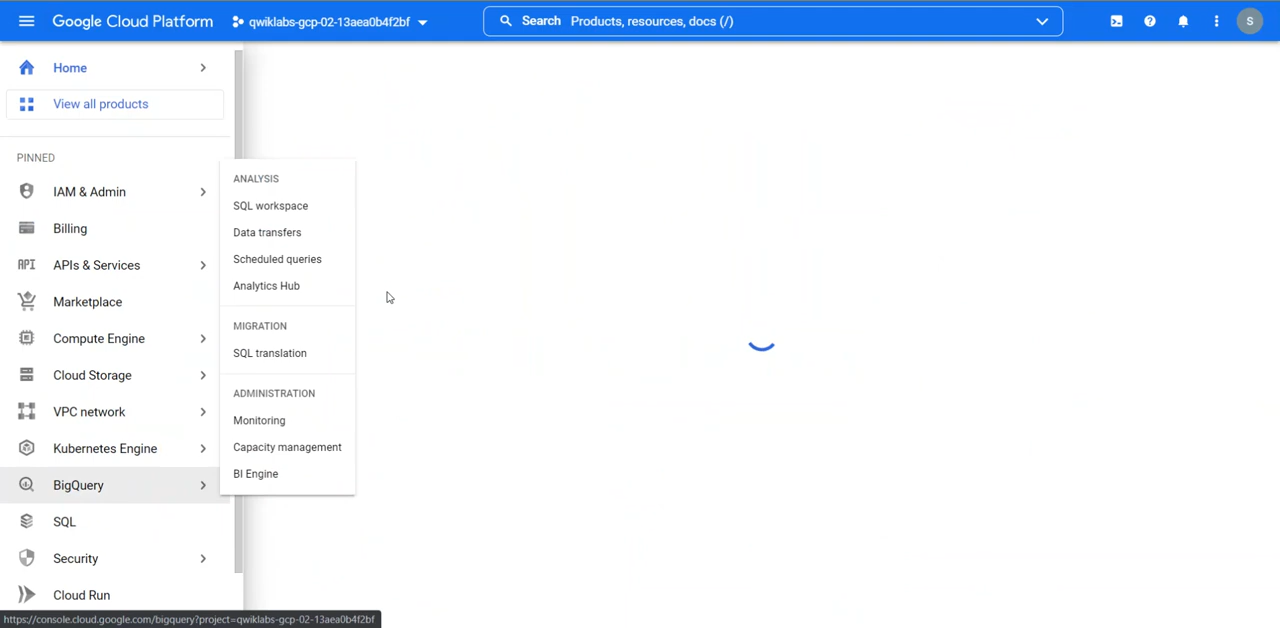 Google Cloud Platform
qwiklabs-gcp-02-13aea0b4f2bf
Search Products, resources, docs (/)
S
Home
View all products
PINNED
IAM & Admin
Billing
API APIs & Services
Marketplace
Compute Engine
Cloud Storage
VPC network
Kubernetes Engine
BigQuery
SQL
Security
Cloud Run
ANALYSIS
SQL workspace
Data transfers
Scheduled queries
Analytics Hub
MIGRATION
SQL translation
ADMINISTRATION
Monitoring
Capacity management
BI Engine
https://console.cloud.google.com/bigquery?project=qwiklabs-gcp-02-13aea0b4f2bf